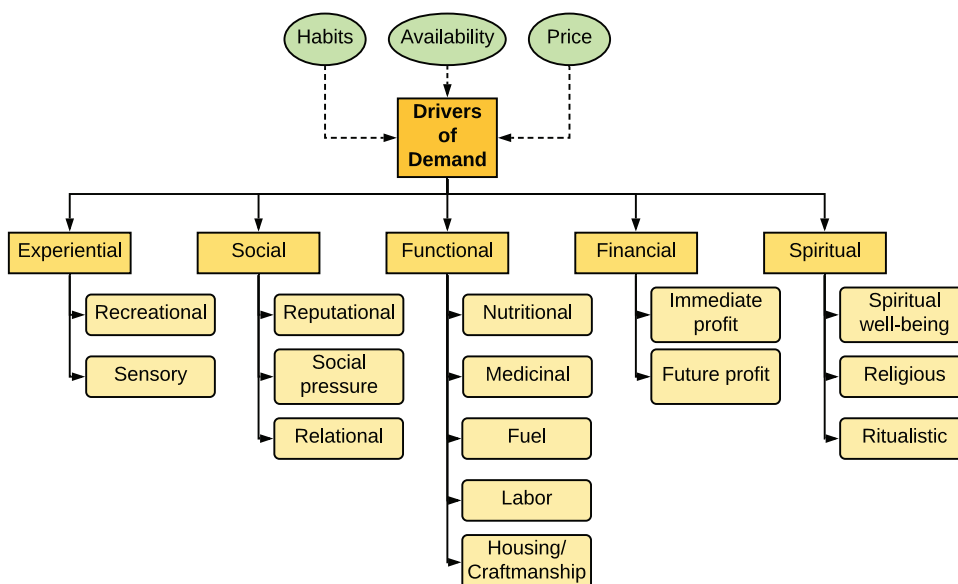 Habits
Availability
Price
Drivers
of
Demand
Experiential
Social
Functional
Financial
Spiritual
Recreational
Sensory
Reputational
Social
pressure
Relational
Nutritional
Medicinal
Fuel
Labor
Housing/
Craftmanship
Immediate
profit
Future profit
Spiritual
well-being
Religious
Ritualistic